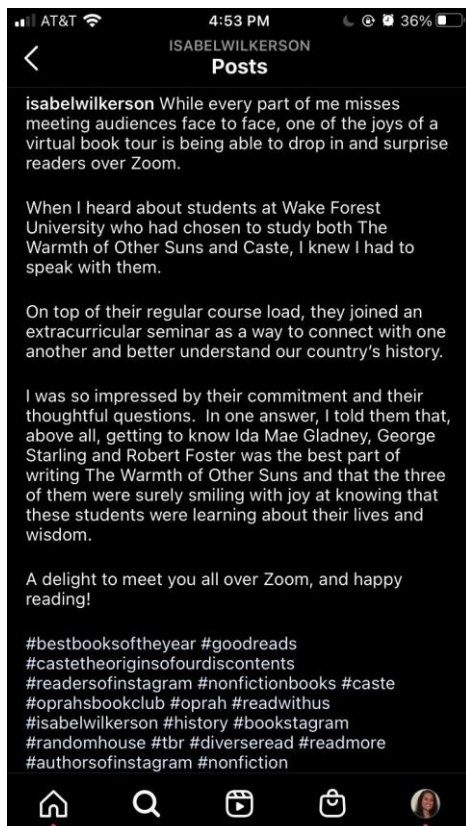 AT&T 4:53 PM 36%
ISABELWILKERSON
Posts
isabelwilkerson While every part of me misses
meeting audiences face to face, one of the joys of a
virtual book tour is being able to drop in and surprise
readers over Zoom.
When I heard about students at Wake Forest
University who had chosen to study both The
Warmth of Other Suns and Caste, I knew I had to
speak with them.
On top of their regular course load, they joined an
extracurricular seminar as a way to connect with one
another and better understand our country's history.
I was so impressed by their commitment and their
thoughtful questions.  In one answer, I told them that,
above all, getting to know Ida Mae Gladney, George
Starling and Robert Foster was the best part of
writing The Warmth of Other Suns and that the three
of them were surely smiling with joy at knowing that
these students were learning about their lives and
wisdom.
A delight to meet you all over Zoom, and happy
reading!
#bestbooksoftheyear #goodreads
#castetheoriginsofourdiscontents
#readersofinstagram #nonfictionbooks #caste
#oprahsbookclub #oprah #readwithus
#isabelwilkerson #history #bookstagram
#randomhouse #tbr #diverseread #readmore
#authorsofinstagram #nonfiction